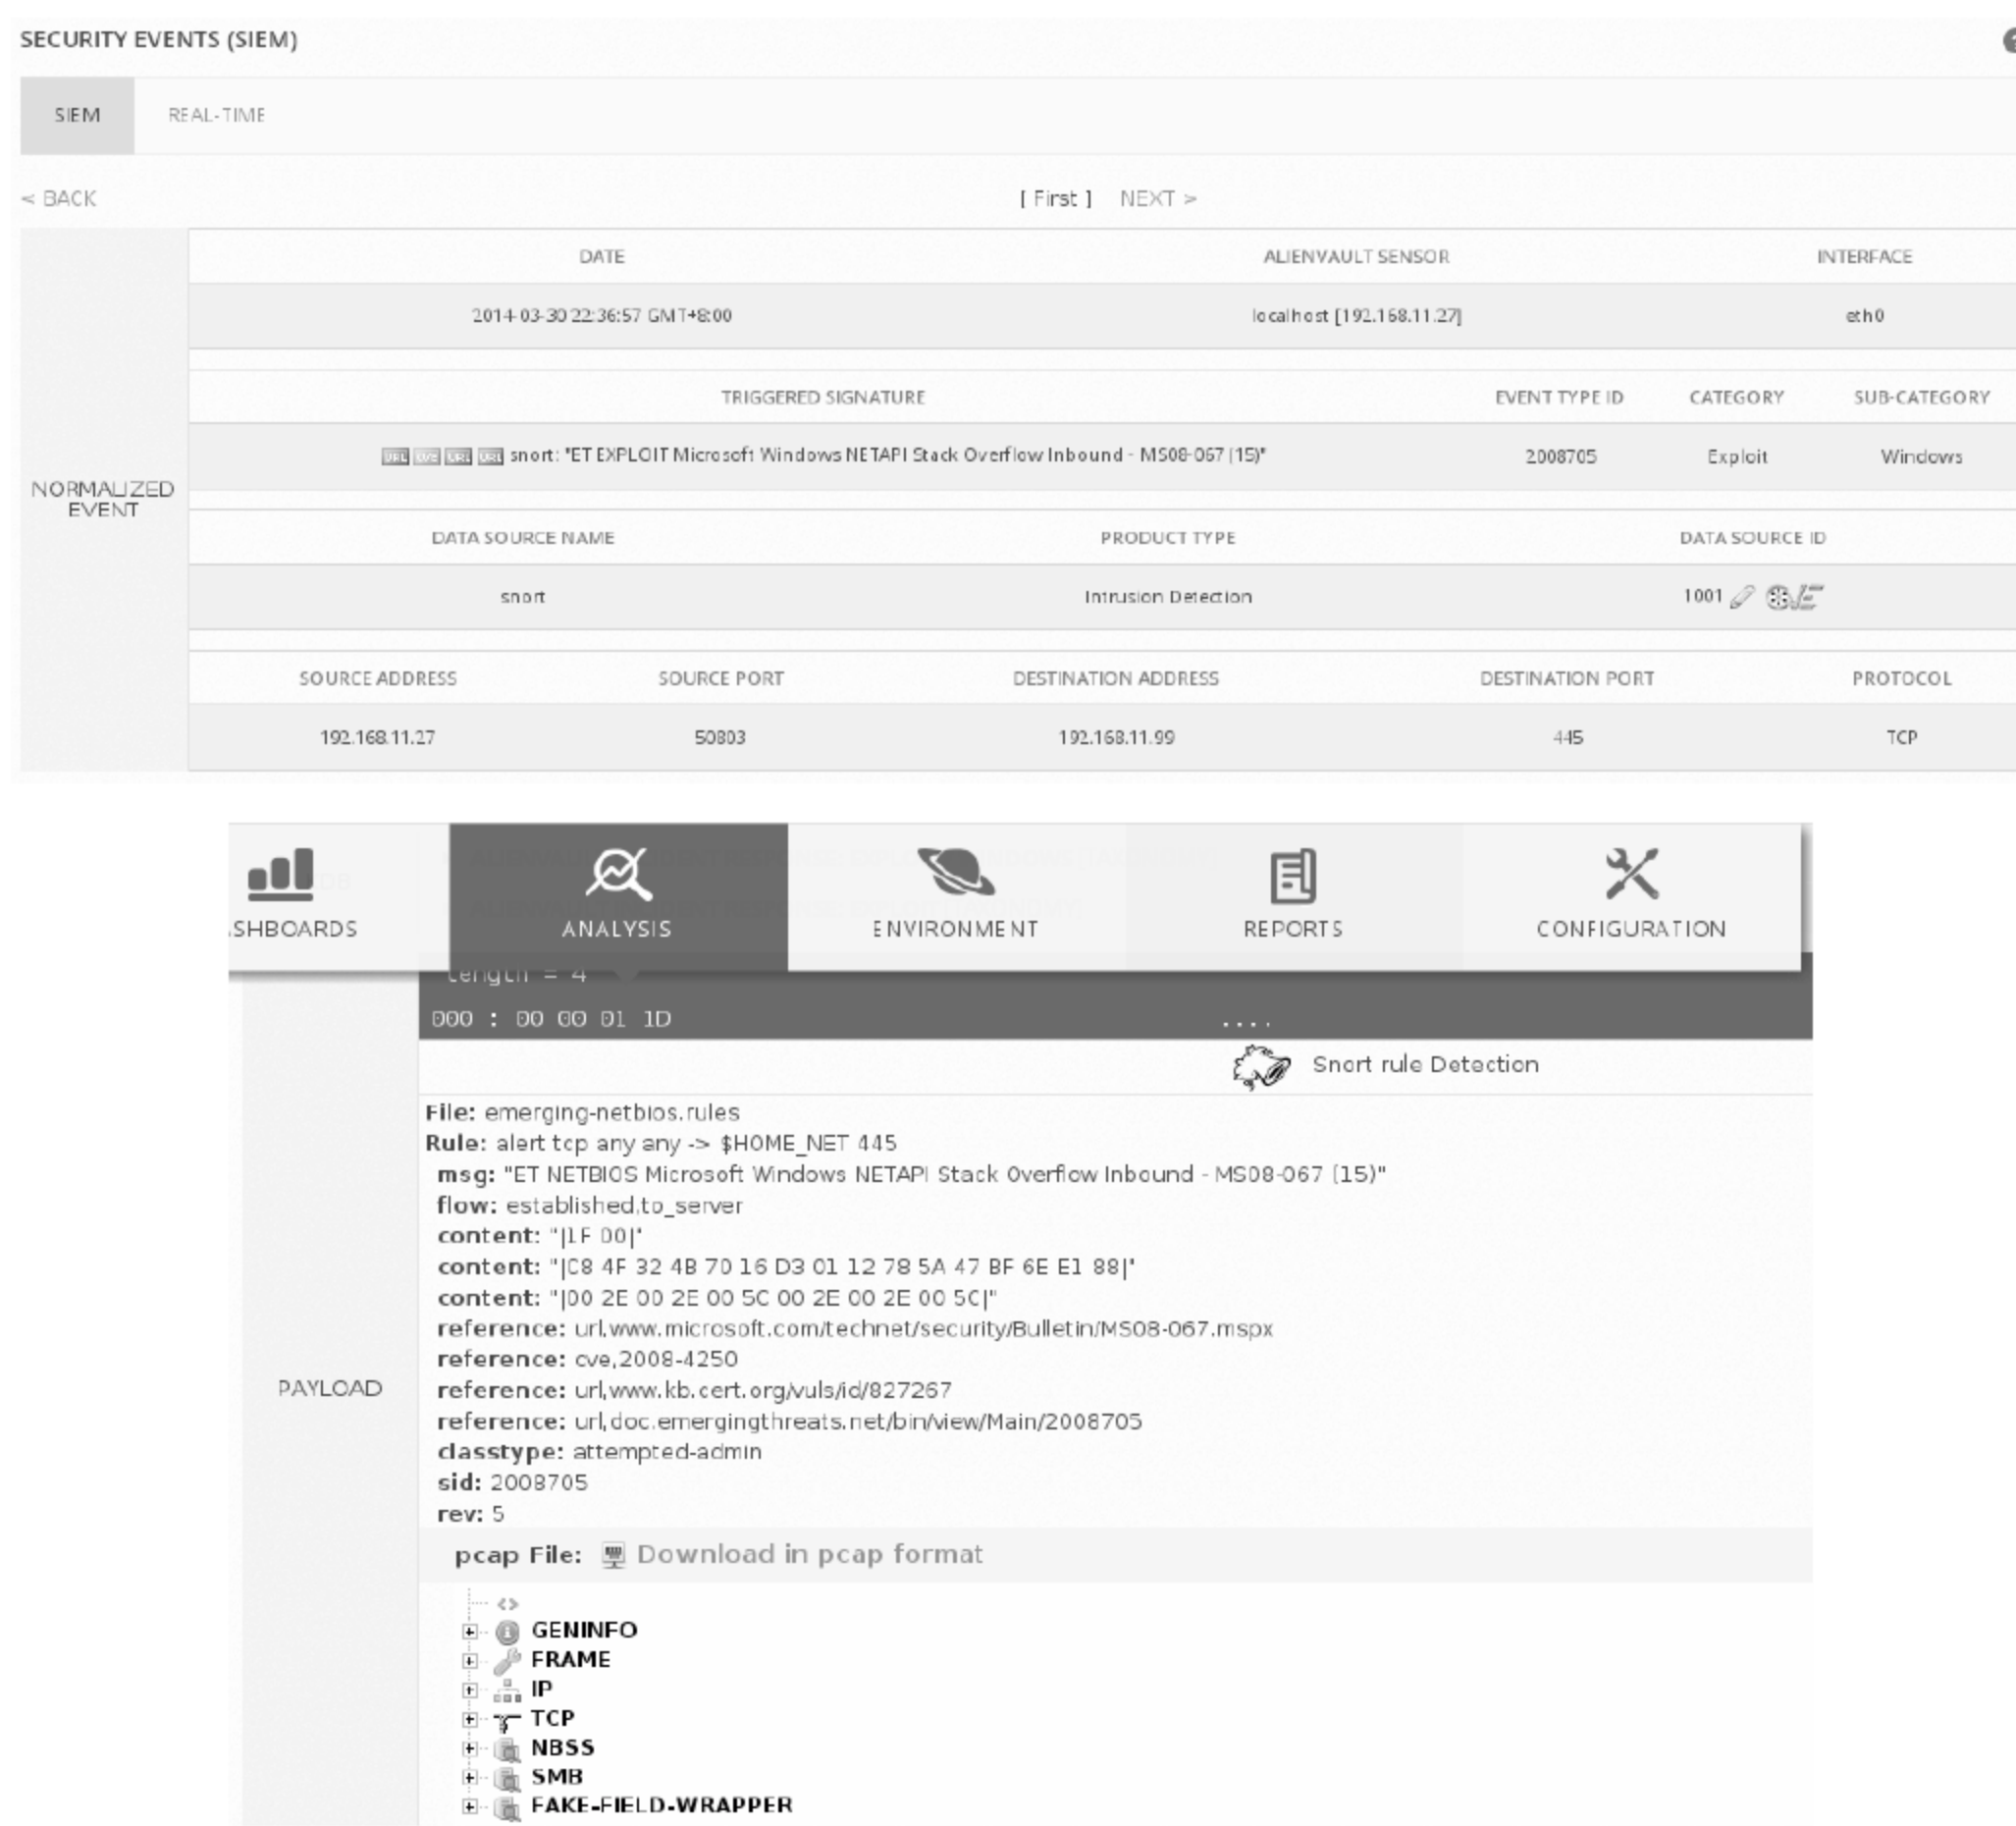 SECURITY EVENTS (SIEM)
SIEM REAL-TIME
< BACK [ First ] NEXT >
DATE ALIENVAULT SENSOR INTERFACE
2014-03-30 22:36:57 GMT+8:00 localhost [192.168.11.27] eth0
TRIGGERED SIGNATURE EVENT TYPE ID CATEGORY SUB-CATEGORY
URL CVE URL URL snort: "ET EXPLOIT Microsoft Windows NETAPI Stack Overflow Inbound - MS08-067 (15)" 2008705 Exploit Windows
NORMALIZED
EVENT
DATA SOURCE NAME PRODUCT TYPE DATA SOURCE ID
snort Intrusion Detection 1001
SOURCE ADDRESS SOURCE PORT DESTINATION ADDRESS DESTINATION PORT PROTOCOL
192.168.11.27 50803 192.168.11.99 445 TCP
SHBOARDS ANALYSIS ENVIRONMENT REPORTS CONFIGURATION
Length = 4
000 : 00 00 01 1D ....
Snort rule Detection
File: emerging-netbios.rules
Rule: alert tcp any any -> $HOME_NET 445
msg: "ET NETBIOS Microsoft Windows NETAPI Stack Overflow Inbound - MS08-067 (15)"
flow: established,to_server
content: "|1F 00|"
content: "|C8 4F 32 4B 70 16 D3 01 12 78 5A 47 BF 6E E1 88|"
content: "|00 2E 00 2E 00 5C 00 2E 00 2E 00 5C|"
reference: url,www.microsoft.com/technet/security/Bulletin/MS08-067.mspx
reference: cve,2008-4250
PAYLOAD
reference: url,www.kb.cert.org/vuls/id/827267
reference: url,doc.emergingthreats.net/bin/view/Main/2008705
classtype: attempted-admin
sid: 2008705
rev: 5
pcap File: Download in pcap format
<>
GENINFO
FRAME
IP
TCP
NBSS
SMB
FAKE-FIELD-WRAPPER